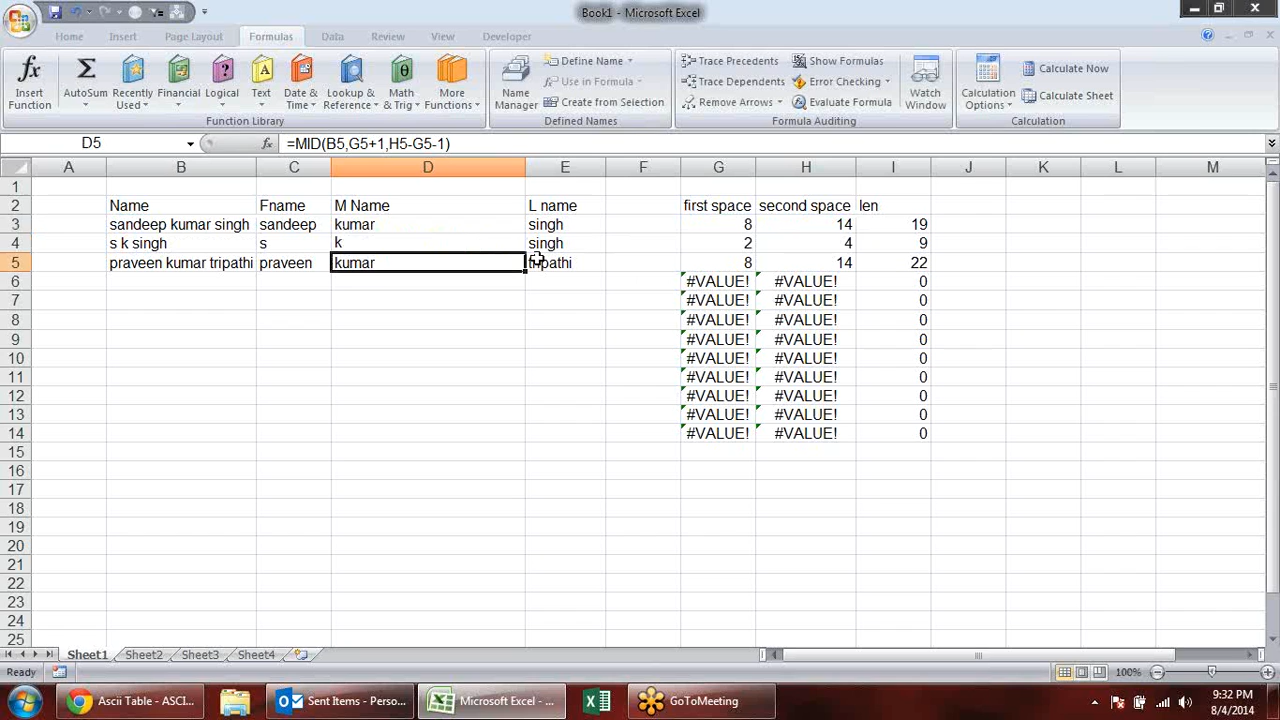 Book1 - Microsoft Excel
Home Insert Page Layout Formulas Data Review View Developer
Insert Function
AutoSum
Recently Used
Financial
Logical
Text
Date & Time
Lookup & Reference
Math & Trig
More Functions
Function Library
Name Manager
Define Name
Use in Formula
Create from Selection
Defined Names
Trace Precedents
Trace Dependents
Remove Arrows
Show Formulas
Error Checking
Evaluate Formula
Formula Auditing
Watch Window
Calculation Options
Calculate Now
Calculate Sheet
Calculation
D5 fx =MID(B5,G5+1,H5-G5-1)
A B C D E F G H I J K L M
1
2 Name Fname M Name L name first space second space len
3 sandeep kumar singh sandeep kumar singh 8 14 19
4 s k singh s k singh 2 4 9
5 praveen kumar tripathi praveen kumar tripathi 8 14 22
6 #VALUE! #VALUE! 0
7 #VALUE! #VALUE! 0
8 #VALUE! #VALUE! 0
9 #VALUE! #VALUE! 0
10 #VALUE! #VALUE! 0
11 #VALUE! #VALUE! 0
12 #VALUE! #VALUE! 0
13 #VALUE! #VALUE! 0
14 #VALUE! #VALUE! 0
15
16
17
18
19
20
21
22
23
24
25
Sheet1 Sheet2 Sheet3 Sheet4
Ready 100%
Ascii Table - ASCI... Sent Items - Perso... Microsoft Excel - ... GoToMeeting
9:32 PM
8/4/2014